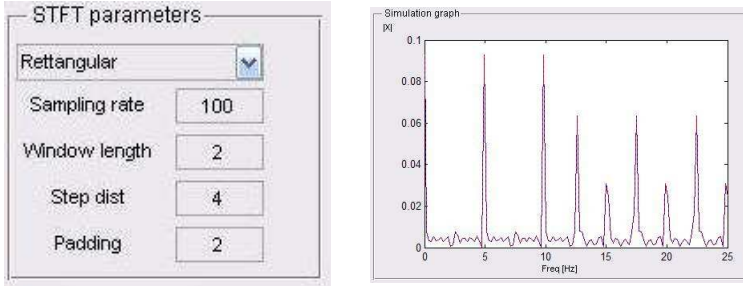 STFT parameters
Rettangular
Sampling rate 100
Window length 2
Step dist 4
Padding 2
Simulation graph
|X|
0.1
0.08
0.06
0.04
0.02
0
0 5 10 15 20 25
Freq [Hz]